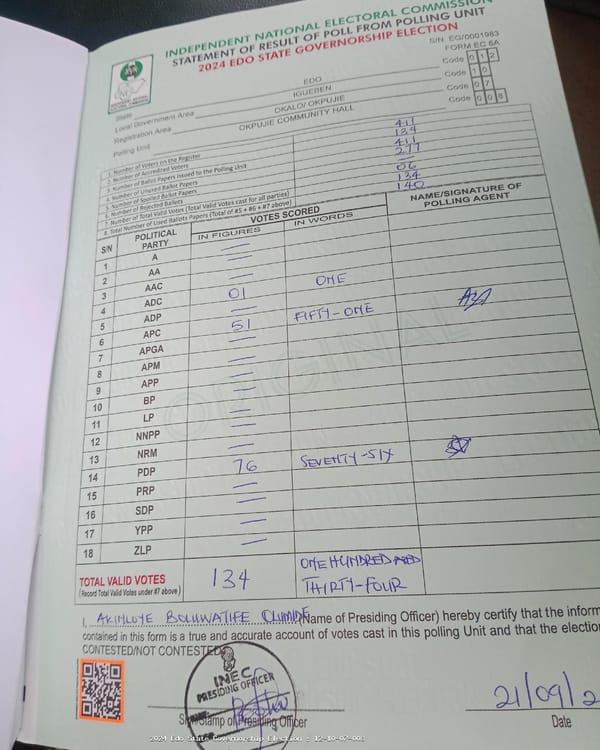 INDEPENDENT NATIONAL ELECTORAL COMMISSION
STATEMENT OF RESULT OF POLL FROM POLLING UNIT
2024 EDO STATE GOVERNORSHIP ELECTION
S/N: EG/0001983
FORM EC 8A
State EDO Code 0 1 2
Local Government Area IGUEBEN Code 1 0
Registration Area OKALO/ OKPUJIE Code 0 7
Polling Unit OKPUJIE COMMUNITY HALL Code 0 0
1. Number of Voters on the Register 411
2. Number of Accredited Voters 134
3. Number of Ballot Papers Issued to the Polling Unit 411
4. Number of Unused Ballot Papers 277
5. Number of Spoiled Ballot Papers —
6. Number of Rejected Ballots 06
7. Number of Total Valid Votes (Total Valid Votes cast for all parties) 134
8. Total Number of Used Ballots Papers (Total of #5 + #6 + #7 above) 140
S/N POLITICAL PARTY VOTES SCORED NAME/SIGNATURE OF POLLING AGENT
IN FIGURES IN WORDS
1 A —
2 AA —
3 AAC —
4 ADC 01 ONE
5 ADP —
6 APC 51 FIFTY-ONE
7 APGA —
8 APM —
9 APP —
10 BP —
11 LP —
12 NNPP —
13 NRM —
14 PDP 76 SEVENTY-SIX
15 PRP —
16 SDP —
17 YPP —
18 ZLP —
TOTAL VALID VOTES 134 ONE HUNDRED AND
(Record Total Valid Votes under #7 above) THIRTY-FOUR
I, AKINLOYE BOLUWATIFE (Name of Presiding Officer) hereby certify that the inform
contained in this form is a true and accurate account of votes cast in this polling Unit and that the election
CONTESTED/NOT CONTESTED
INEC
PRESIDING OFFICER
Sign/Stamp of Presiding Officer
21/09/2
Date
ORIGINAL
2024 Edo State Governorship Election - 12-10-07-00